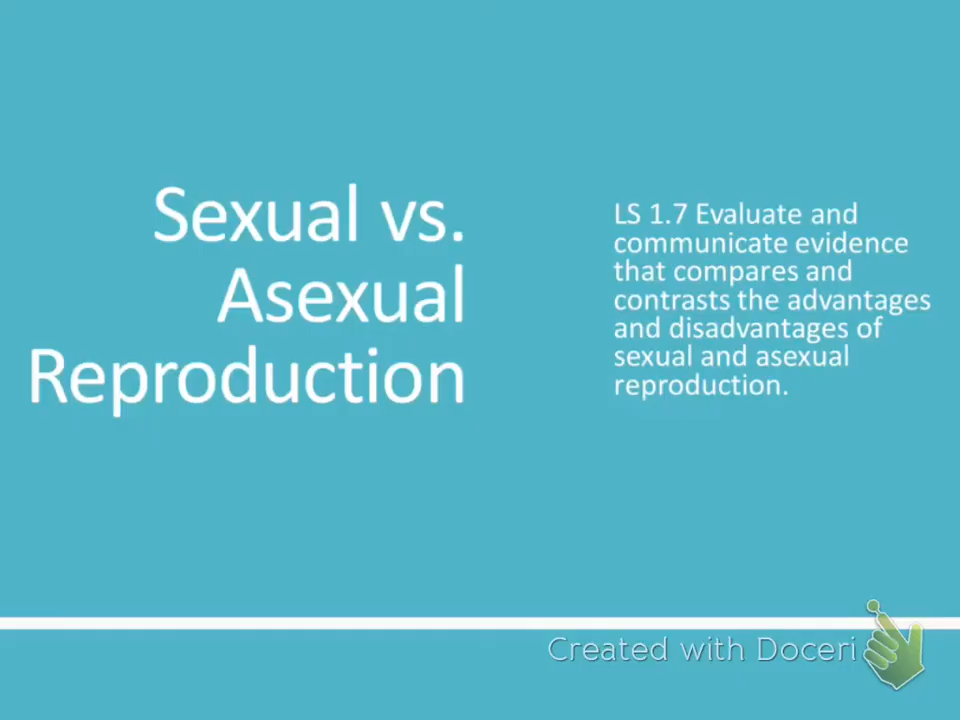 Sexual vs.
Asexual
Reproduction
LS 1.7 Evaluate and
communicate evidence
that compares and
contrasts the advantages
and disadvantages of
sexual and asexual
reproduction.
Created with Doceri